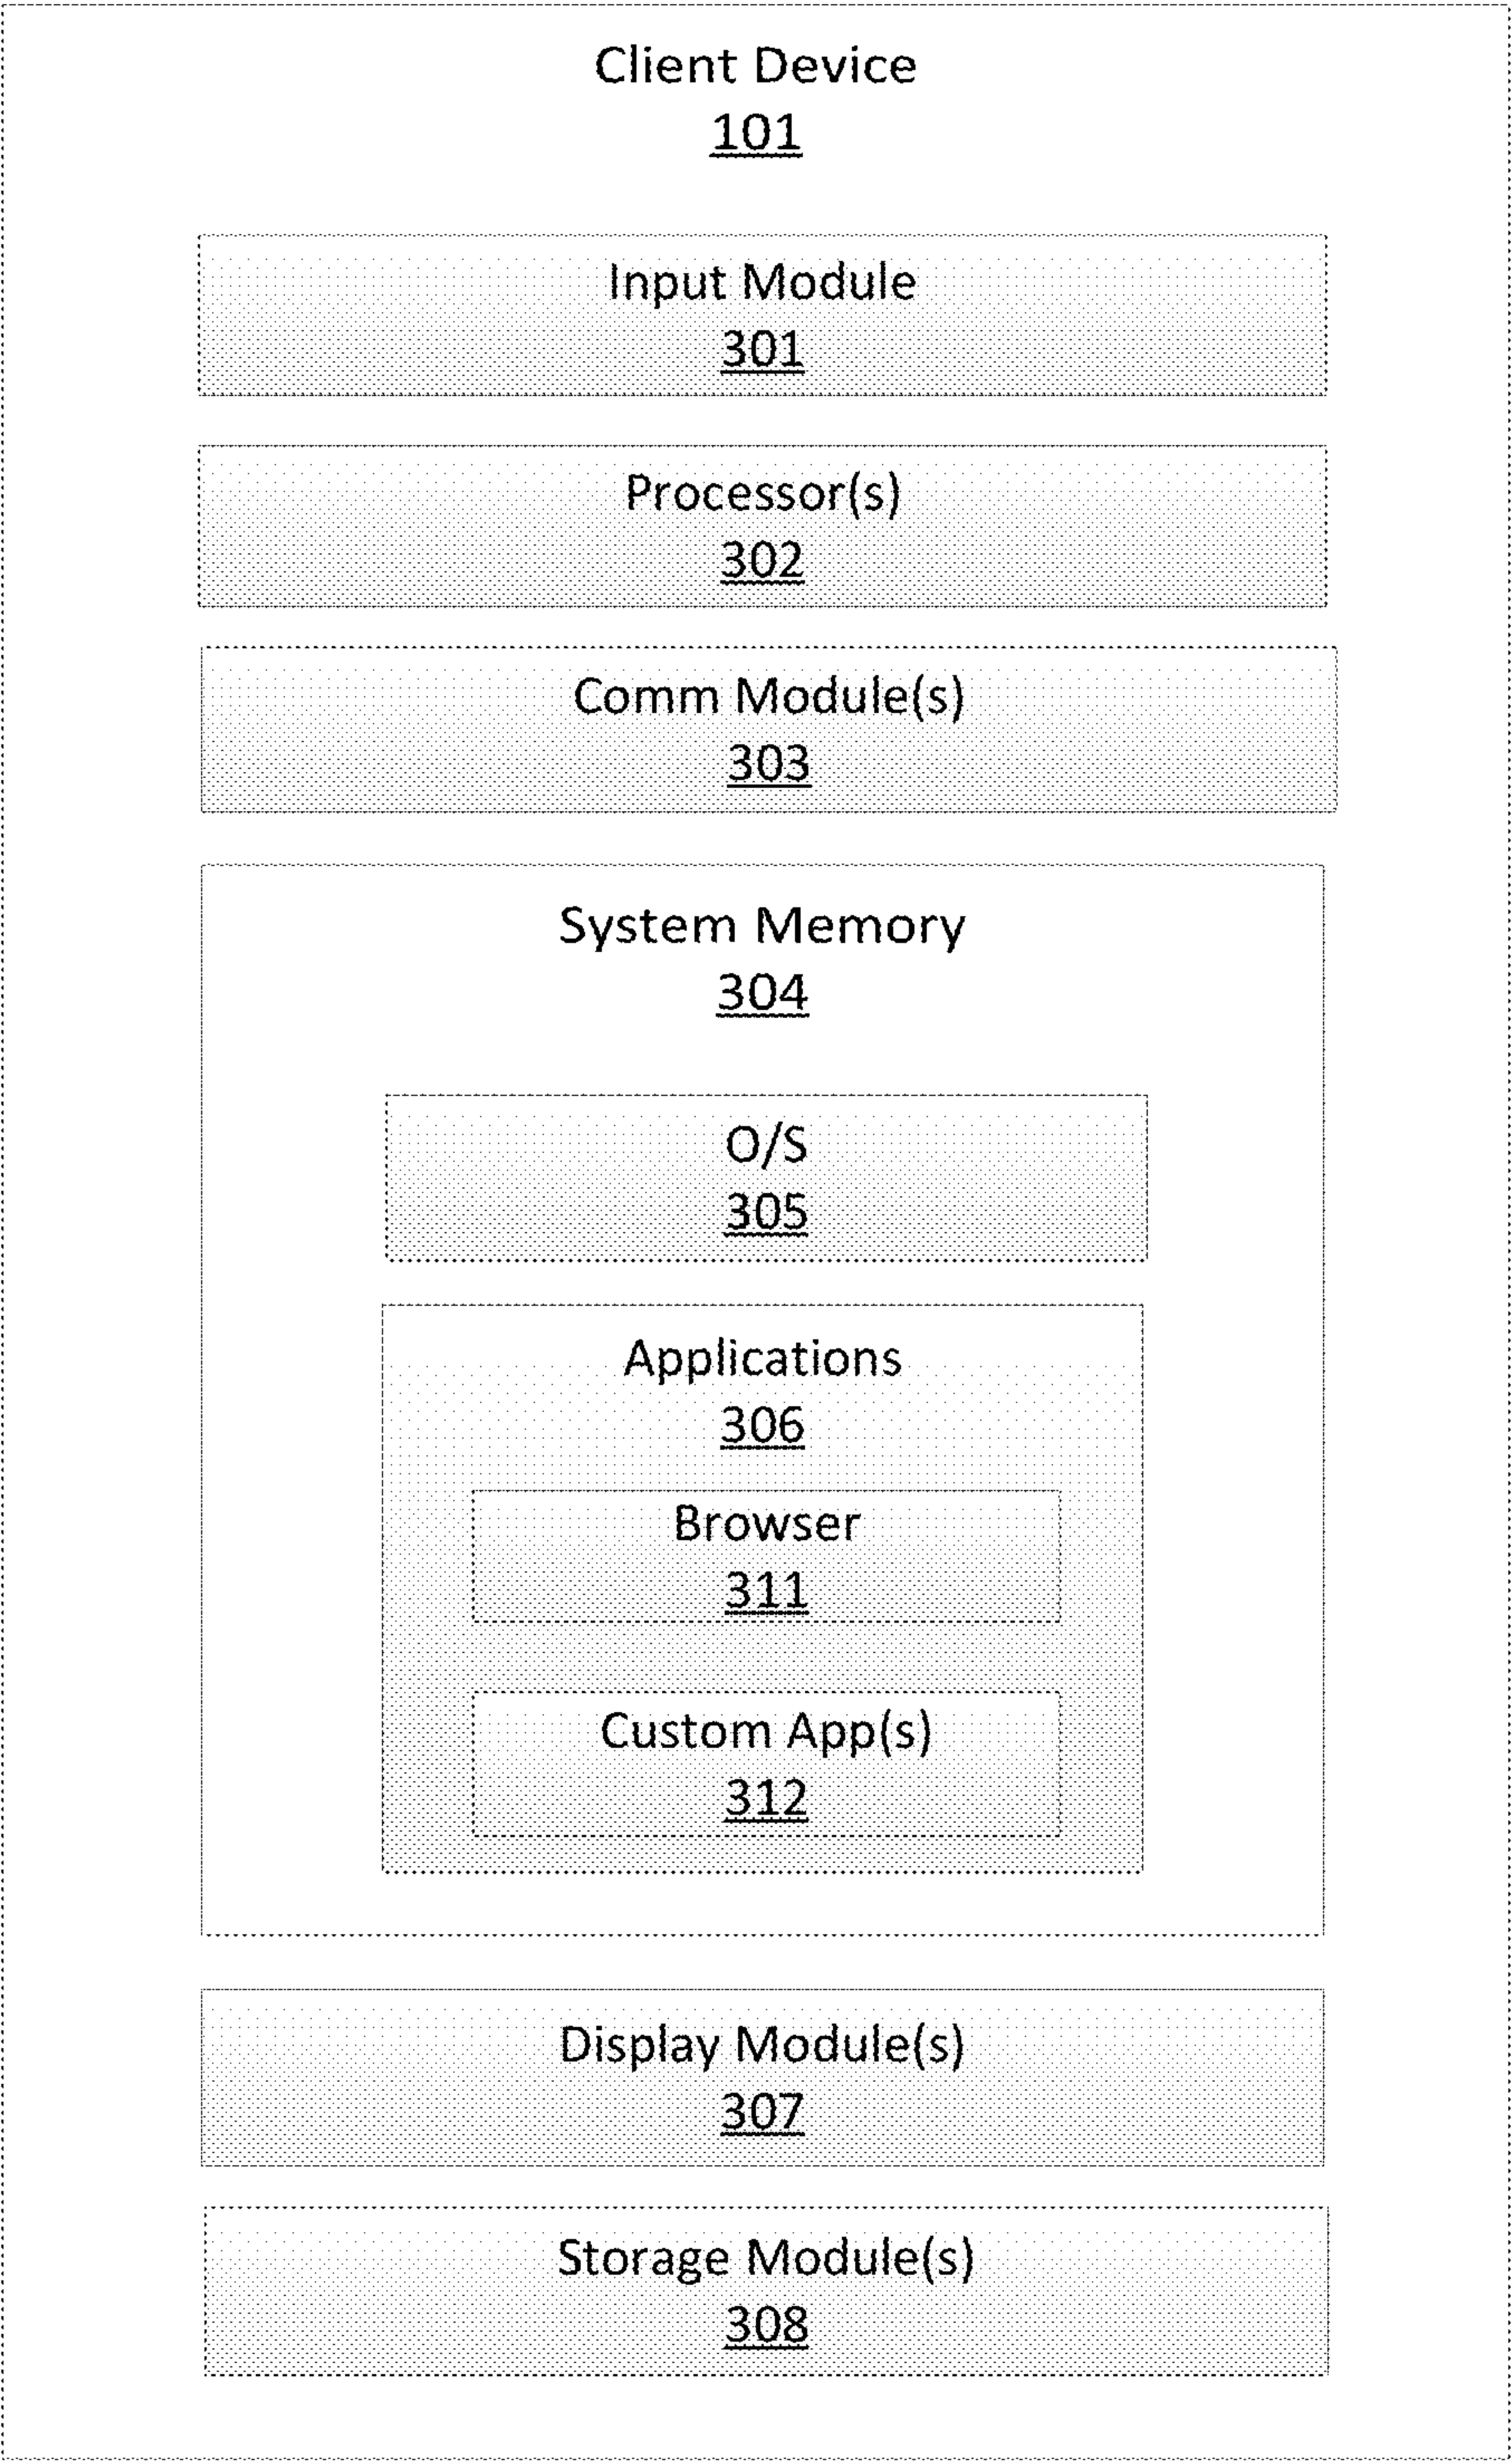 Client Device
101
Input Module
301
Processor(s)
302
Comm Module(s)
303
System Memory
304
O/S
305
Applications
306
Browser
311
Custom App(s)
312
Display Module(s)
307
Storage Module(s)
308